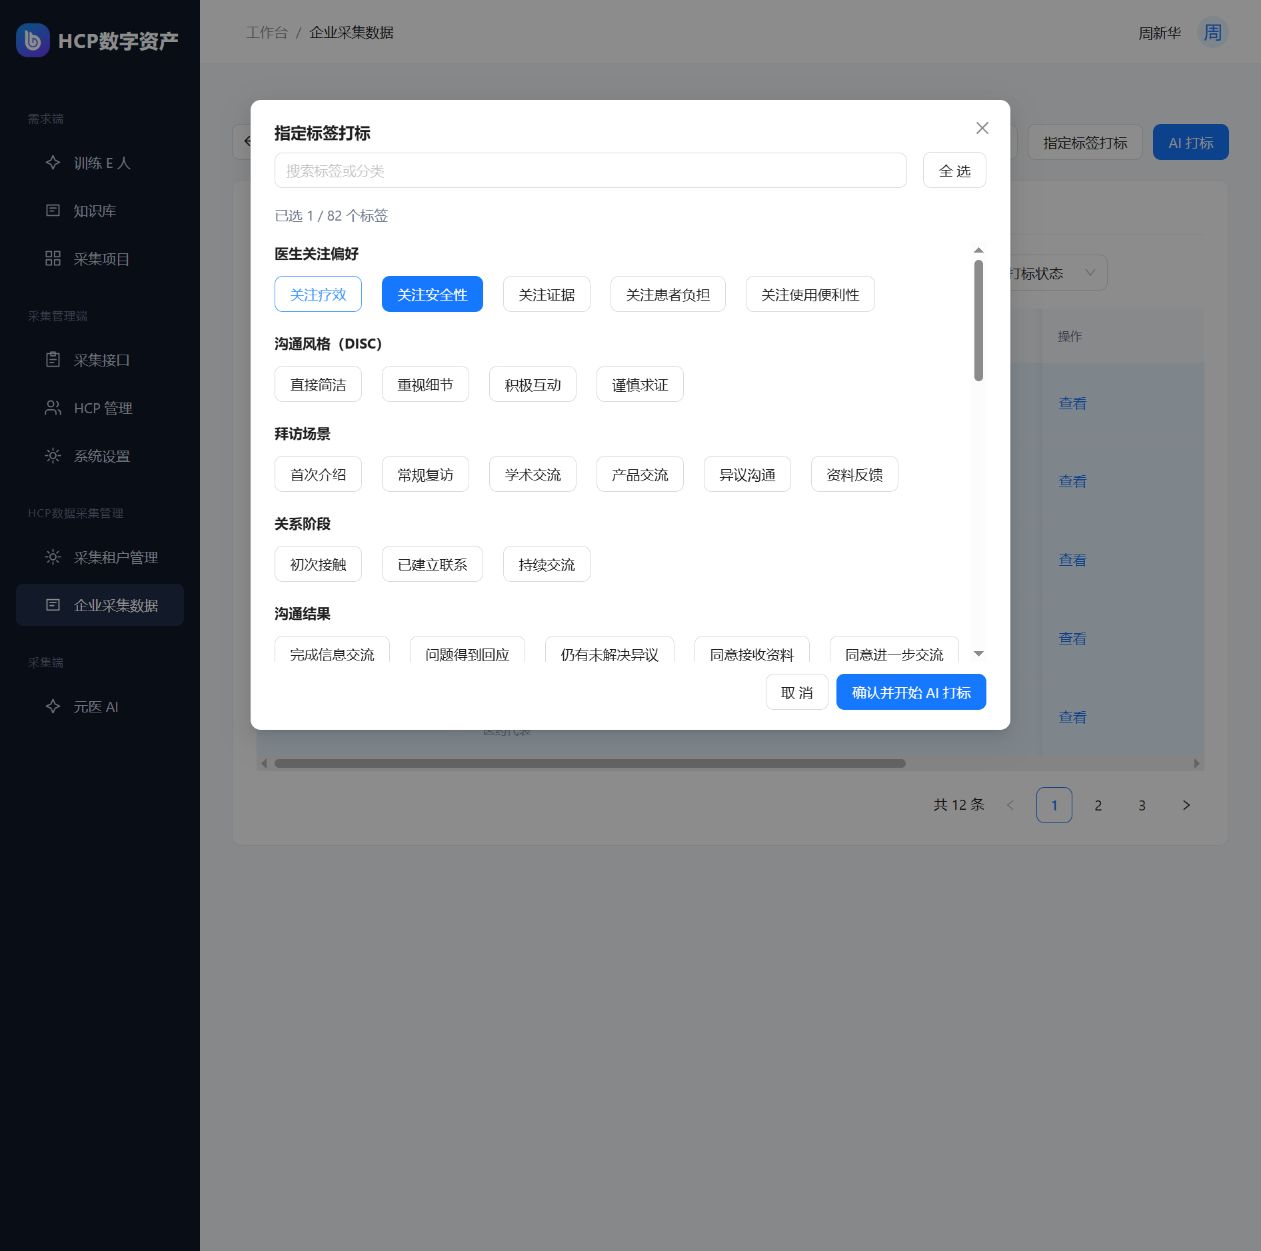 HCP数字资产
工作台 / 企业采集数据
周新华 周
需求端
训练 E 人
知识库
采集项目
采集管理端
采集接口
HCP 管理
系统设置
HCP数据采集管理
采集租户管理
企业采集数据
采集端
元医 AI
指定标签打标
AI 打标
打标状态
操作
查看
查看
查看
查看
查看
指定标签打标
搜索标签或分类
全 选
已选 1 / 82 个标签
医生关注偏好
关注疗效 关注安全性 关注证据 关注患者负担 关注使用便利性
沟通风格（DISC）
直接简洁 重视细节 积极互动 谨慎求证
拜访场景
首次介绍 常规复访 学术交流 产品交流 异议沟通 资料反馈
关系阶段
初次接触 已建立联系 持续交流
沟通结果
完成信息交流 问题得到回应 仍有未解决异议 同意接收资料 同意进一步交流
取 消 确认并开始 AI 打标
医药代表
共 12 条 1 2 3